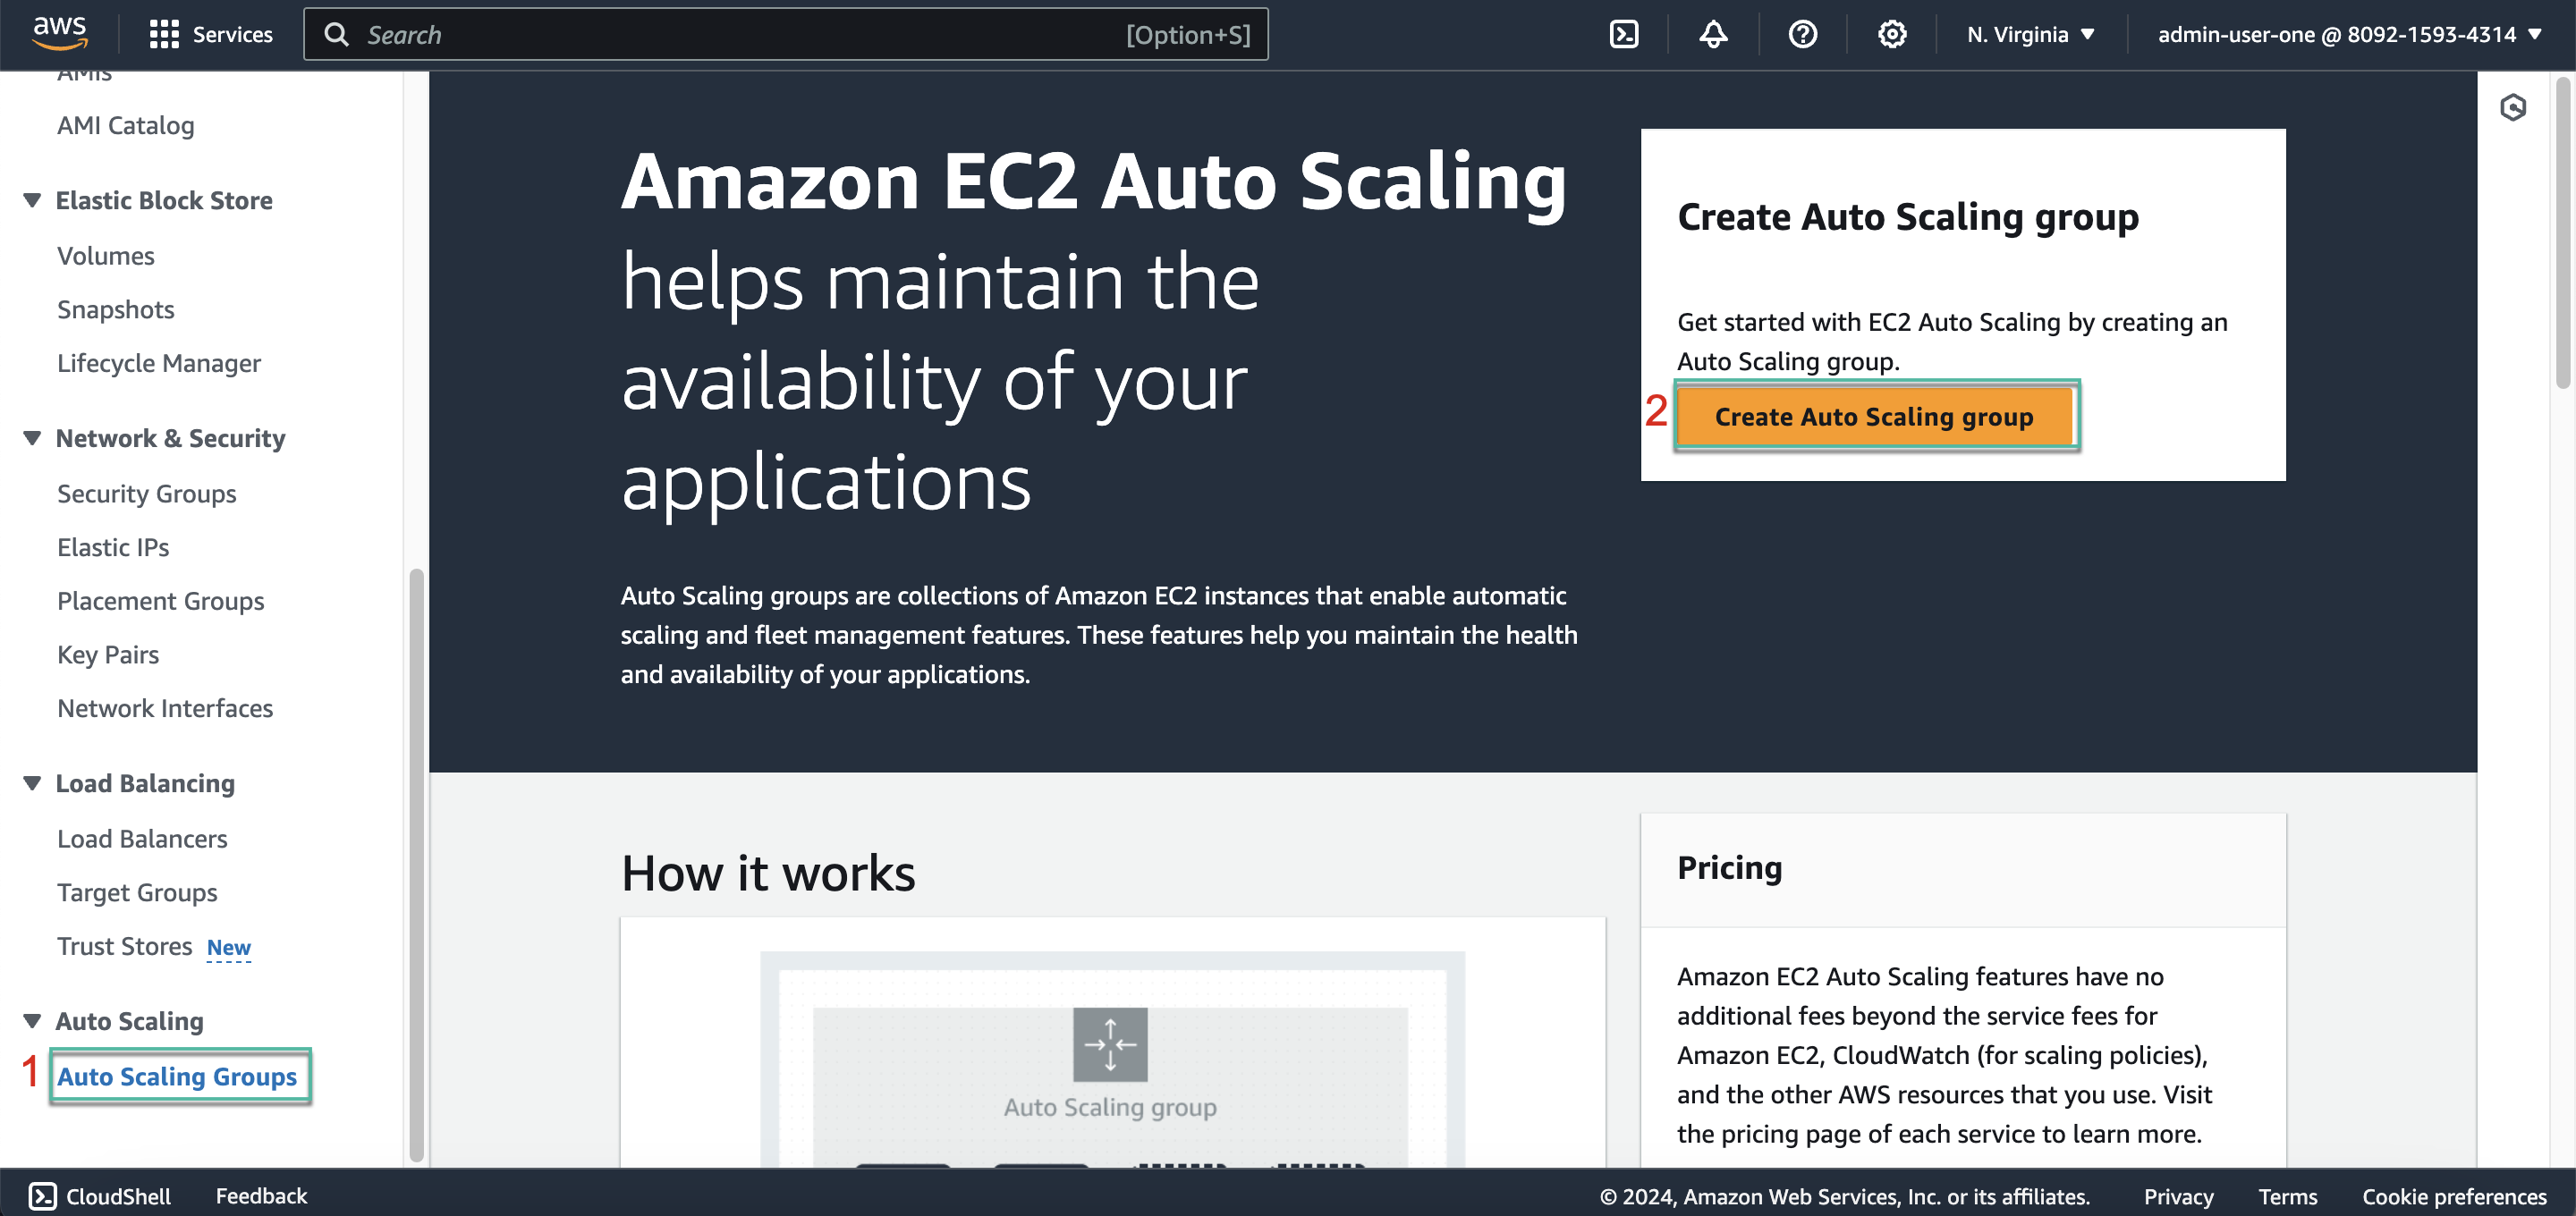 aws
Services
Search [Option+S]
N. Virginia ▼
admin-user-one @ 8092-1593-4314 ▼
AMIs
AMI Catalog
Elastic Block Store
Volumes
Snapshots
Lifecycle Manager
Network & Security
Security Groups
Elastic IPs
Placement Groups
Key Pairs
Network Interfaces
Load Balancing
Load Balancers
Target Groups
Trust Stores New
Auto Scaling
1 Auto Scaling Groups
Amazon EC2 Auto Scaling
helps maintain the
availability of your
applications
Auto Scaling groups are collections of Amazon EC2 instances that enable automatic
scaling and fleet management features. These features help you maintain the health
and availability of your applications.
Create Auto Scaling group
Get started with EC2 Auto Scaling by creating an
Auto Scaling group.
2 Create Auto Scaling group
How it works
Auto Scaling group
Pricing
Amazon EC2 Auto Scaling features have no
additional fees beyond the service fees for
Amazon EC2, CloudWatch (for scaling policies),
and the other AWS resources that you use. Visit
the pricing page of each service to learn more.
CloudShell
Feedback
© 2024, Amazon Web Services, Inc. or its affiliates.
Privacy
Terms
Cookie preferences